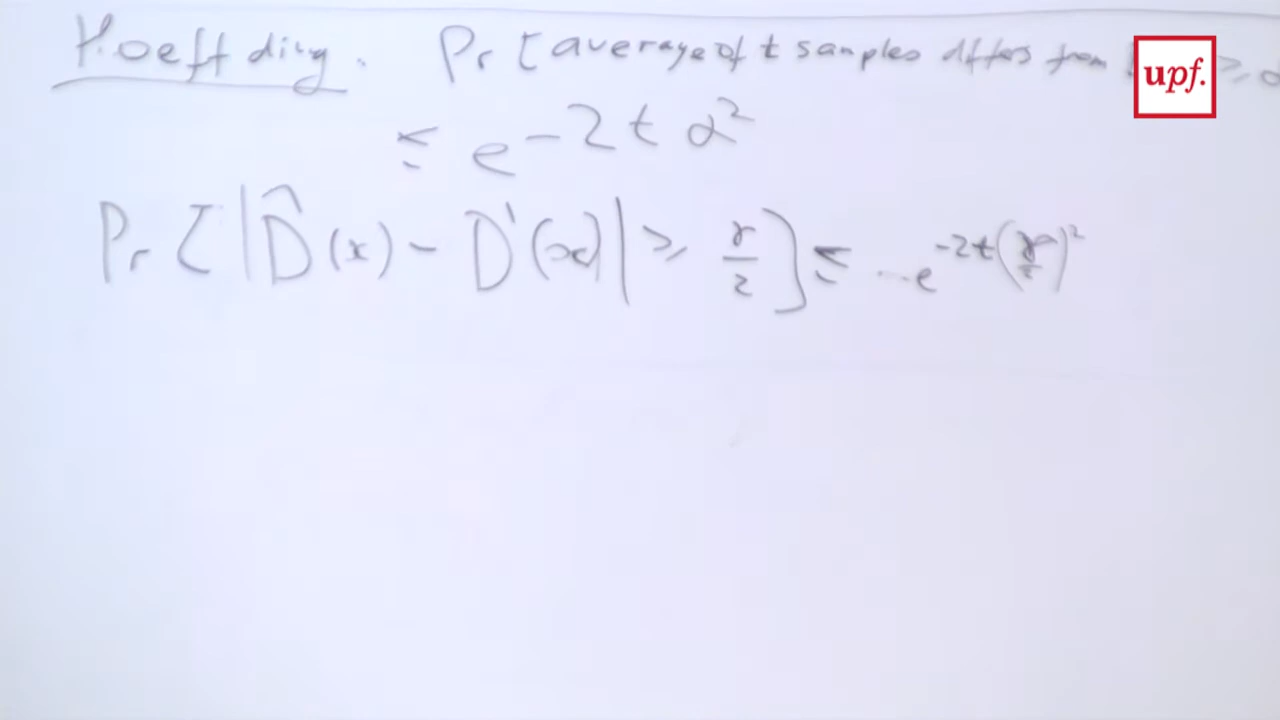 Hoeffding. Pr [average of t samples differs from ≥ α
≤ e^{-2tα²}
Pr [|D̂(x) - D'(x)| ≥ γ/2] ≤ ...e^{-2t(γ/2)²}
upf.